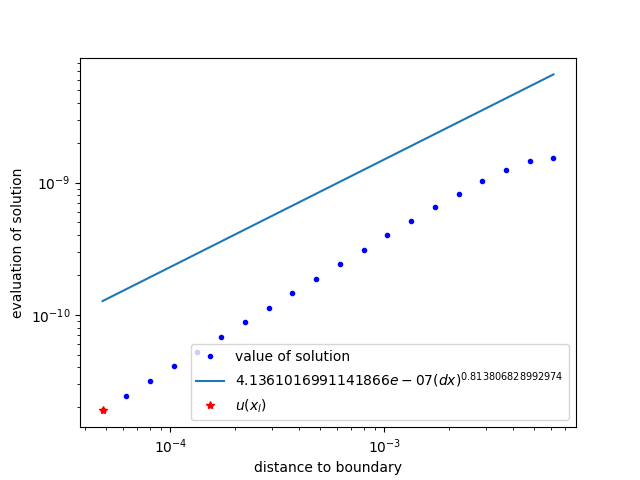 evaluation of solution
10⁻⁹
10⁻¹⁰
value of solution
4.1361016991141866e − 07(dx)^0.813806828992974
u(x_I)
10⁻⁴
10⁻³
distance to boundary